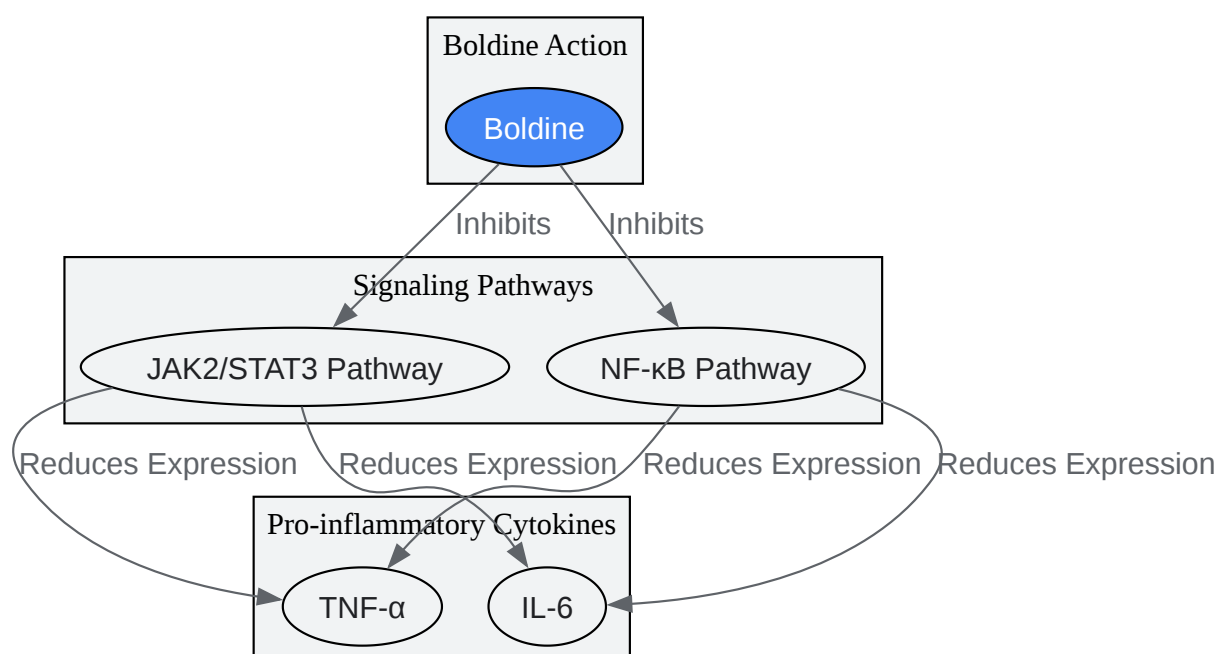 Boldine Action
Boldine
Inhibits
Inhibits
Signaling Pathways
JAK2/STAT3 Pathway
NF-κB Pathway
Reduces Expression
Reduces Expression
Reduces Expression
Reduces Expression
Pro-inflammatory Cytokines
TNF-α
IL-6